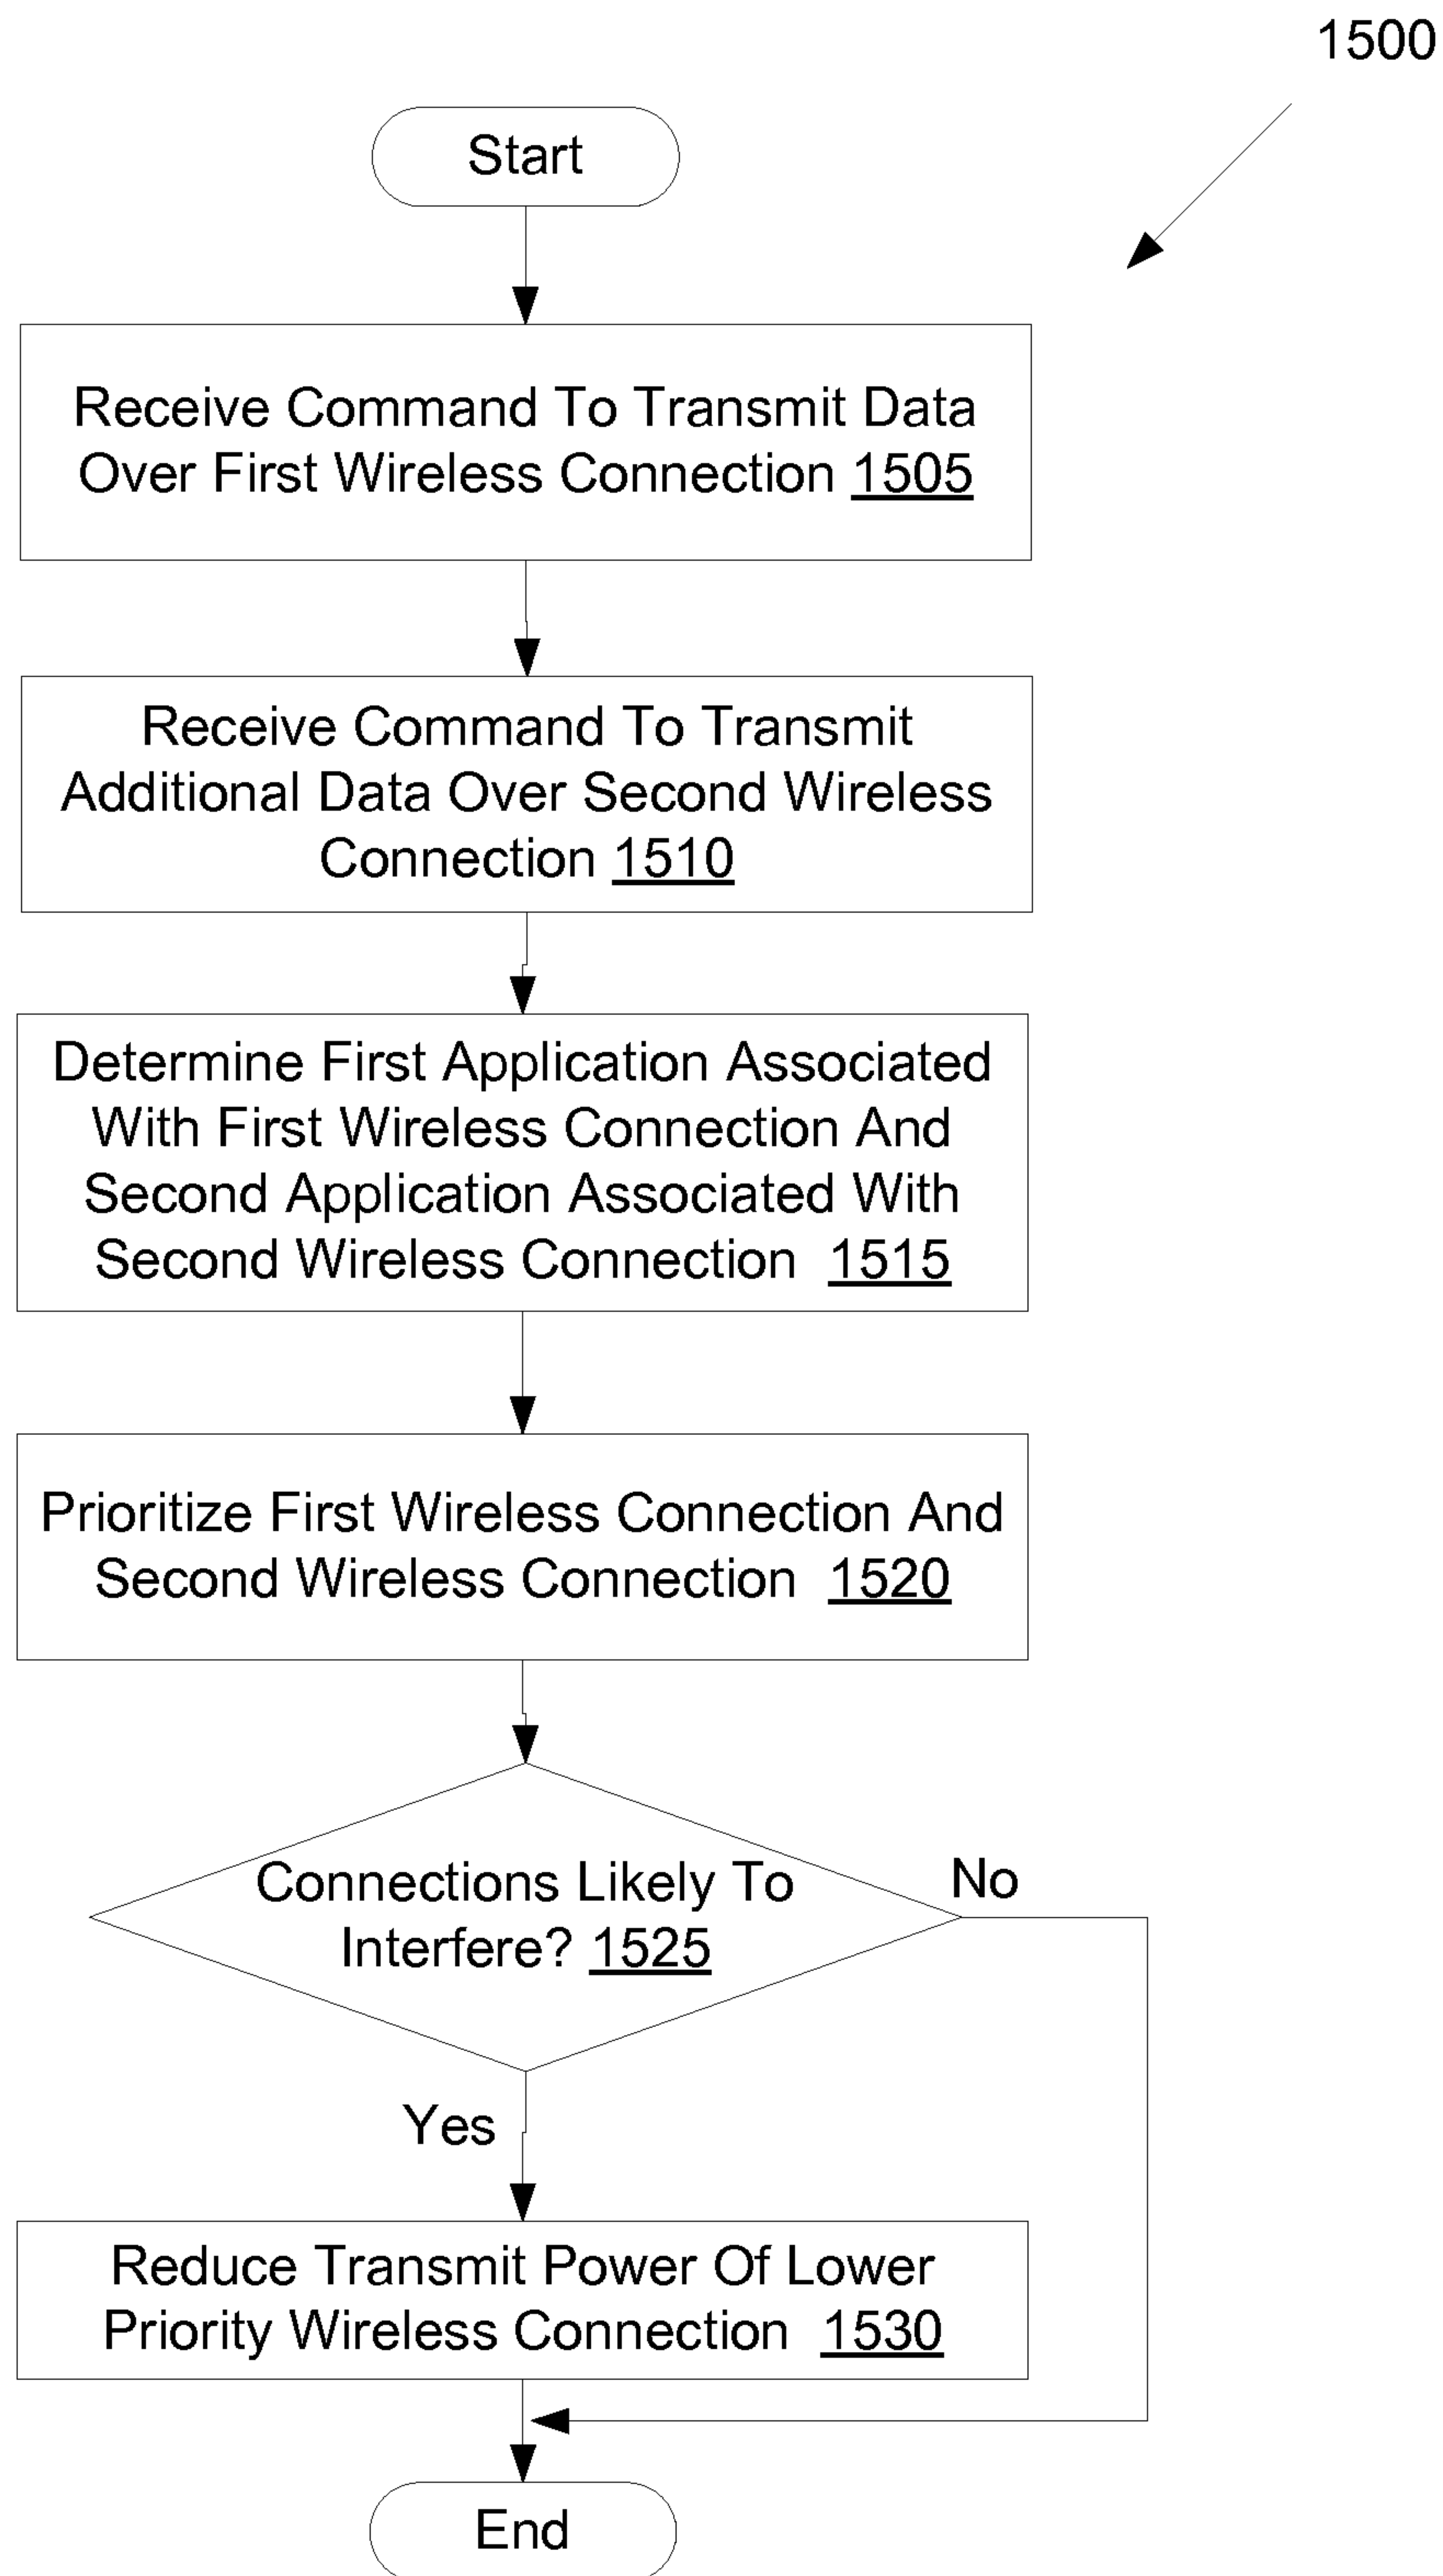 1500
Start
Receive Command To Transmit Data
Over First Wireless Connection 1505
Receive Command To Transmit
Additional Data Over Second Wireless
Connection 1510
Determine First Application Associated
With First Wireless Connection And
Second Application Associated With
Second Wireless Connection 1515
Prioritize First Wireless Connection And
Second Wireless Connection 1520
Connections Likely To
Interfere? 1525
No
Yes
Reduce Transmit Power Of Lower
Priority Wireless Connection 1530
End